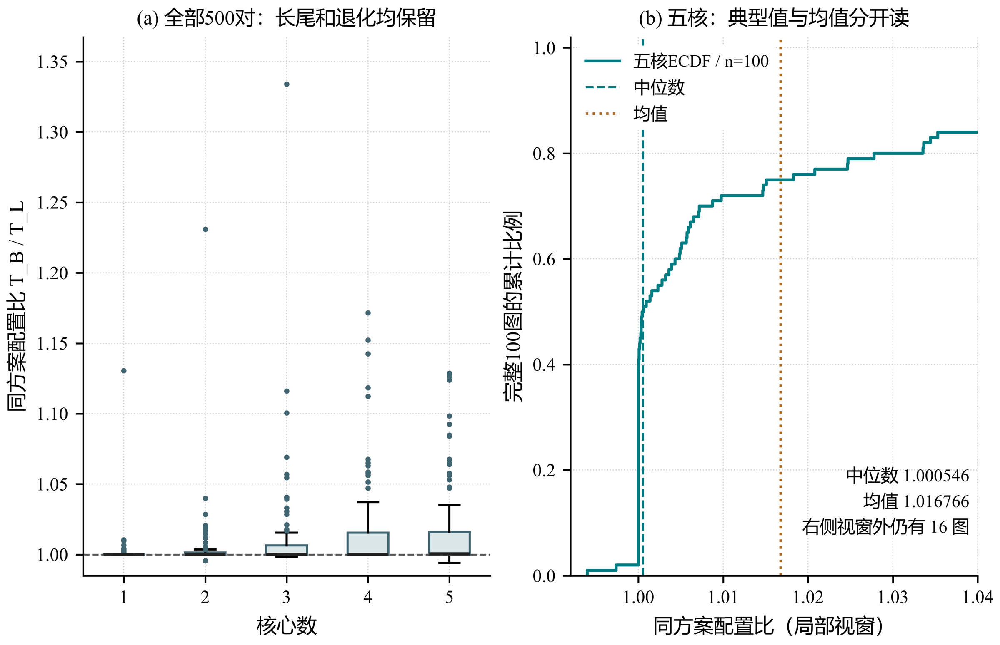 (a) 全部500对：长尾和退化均保留
同方案配置比 T_B / T_L
1.35
1.30
1.25
1.20
1.15
1.10
1.05
1.00
1
2
3
4
5
核心数
(b) 五核：典型值与均值分开读
完整100图的累计比例
1.0
0.8
0.6
0.4
0.2
0.0
五核ECDF / n=100
中位数
均值
中位数 1.000546
均值 1.016766
右侧视窗外仍有 16 图
1.00
1.01
1.02
1.03
1.04
同方案配置比（局部视窗）